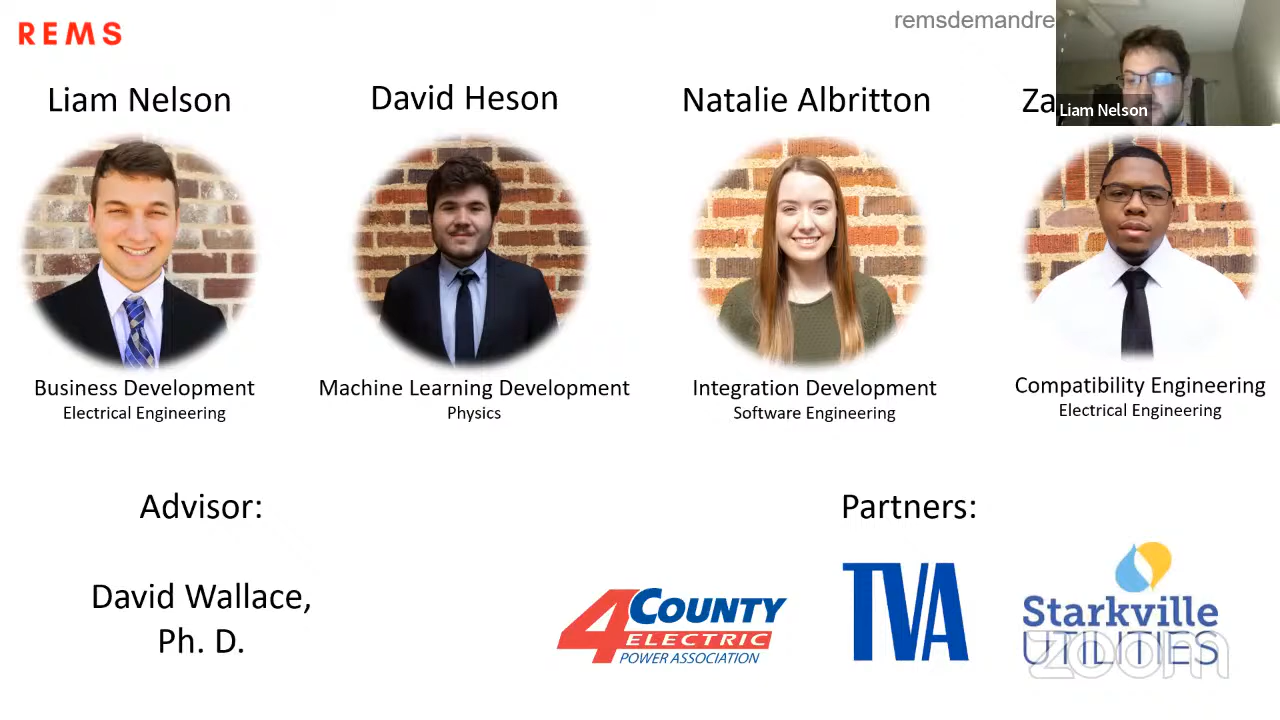 REMS
remsdemandre
Liam Nelson
David Heson
Natalie Albritton
Za
Liam Nelson
Business Development
Electrical Engineering
Machine Learning Development
Physics
Integration Development
Software Engineering
Compatibility Engineering
Electrical Engineering
Advisor:
David Wallace,
Ph. D.
Partners:
4 COUNTY
ELECTRIC
POWER ASSOCIATION
TVA
Starkville
UTILITIES
zoom